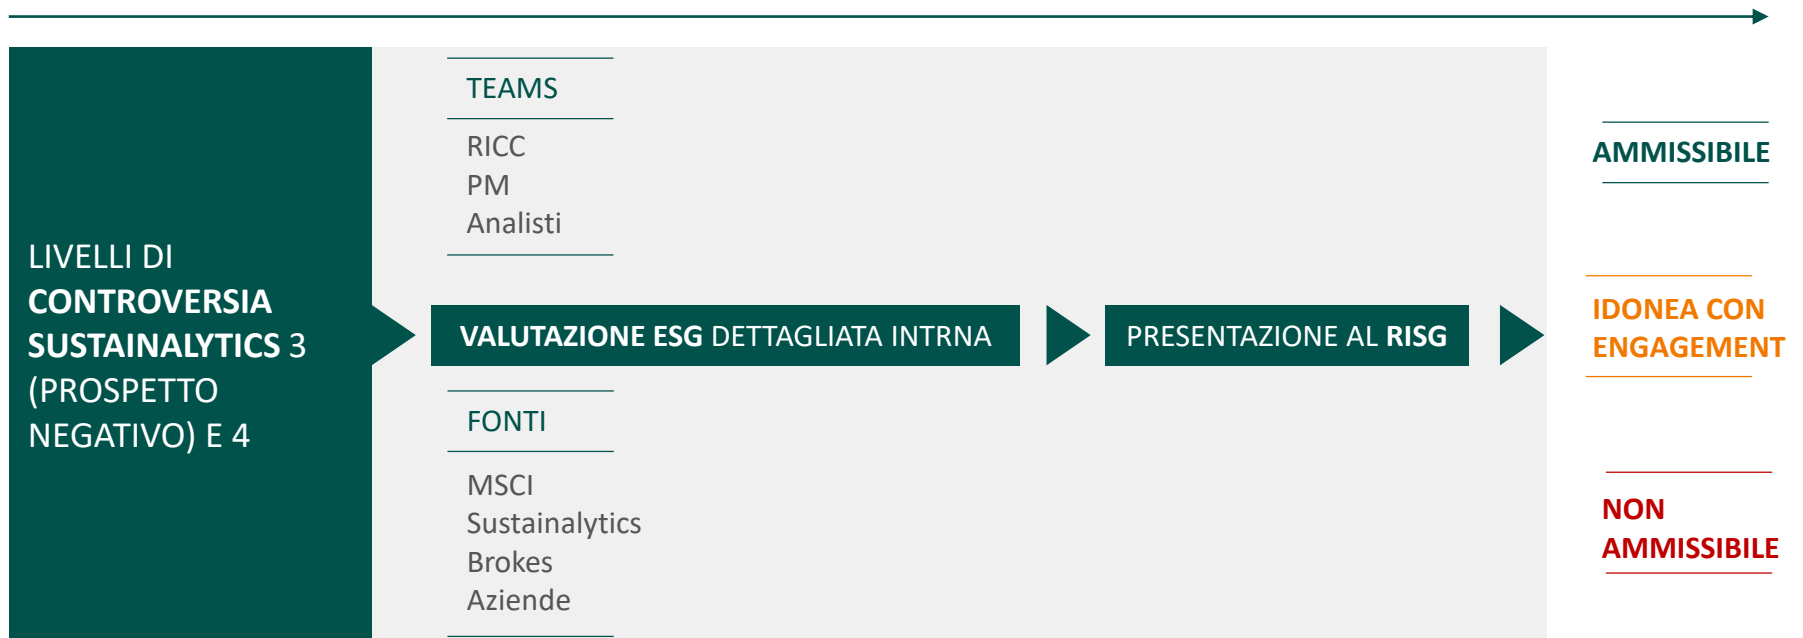 LIVELLI DI
CONTROVERSIA
SUSTAINALYTICS 3
(PROSPETTO
NEGATIVO) E 4
TEAMS
RICC
PM
Analisti
VALUTAZIONE ESG DETTAGLIATA INTRNA
FONTI
MSCI
Sustainalytics
Brokes
Aziende
PRESENTAZIONE AL RISG
AMMISSIBILE
IDONEA CON
ENGAGEMENT
NON
AMMISSIBILE